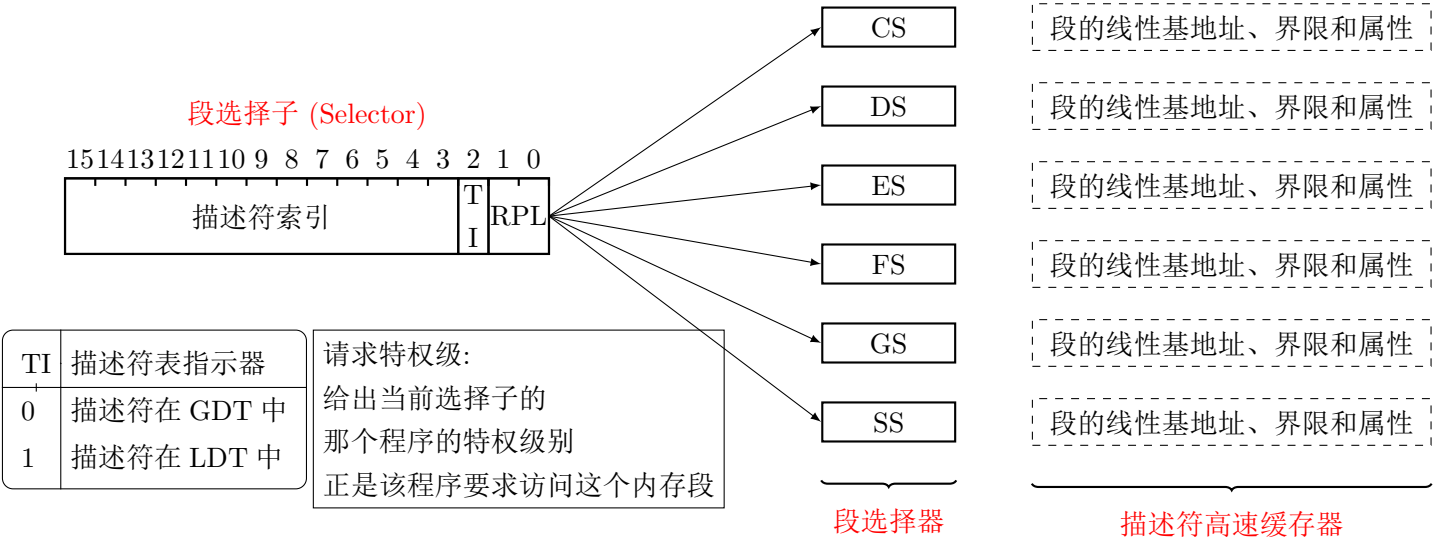 段选择子 (Selector)
15 14 13 12 11 10 9 8 7 6 5 4 3 2 1 0
描述符索引
T
I
RPL
TI 描述符表指示器
0 描述符在 GDT 中
1 描述符在 LDT 中
请求特权级:
给出当前选择子的
那个程序的特权级别
正是该程序要求访问这个内存段
CS 段的线性基地址、界限和属性
DS 段的线性基地址、界限和属性
ES 段的线性基地址、界限和属性
FS 段的线性基地址、界限和属性
GS 段的线性基地址、界限和属性
SS 段的线性基地址、界限和属性
段选择器
描述符高速缓存器